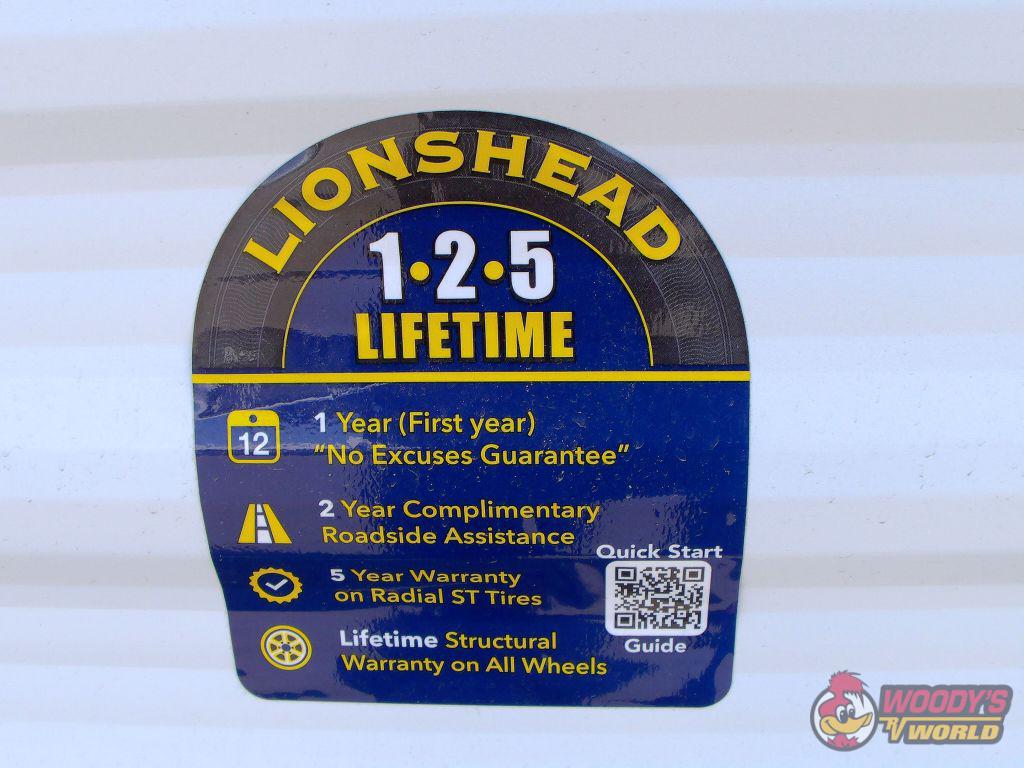 LIONSHEAD
1•2•5
LIFETIME
12
1 Year (First year)
"No Excuses Guarantee"
2 Year Complimentary
Roadside Assistance
5 Year Warranty
on Radial ST Tires
Quick Start
Guide
Lifetime Structural
Warranty on All Wheels
WOODY'S
RV WORLD